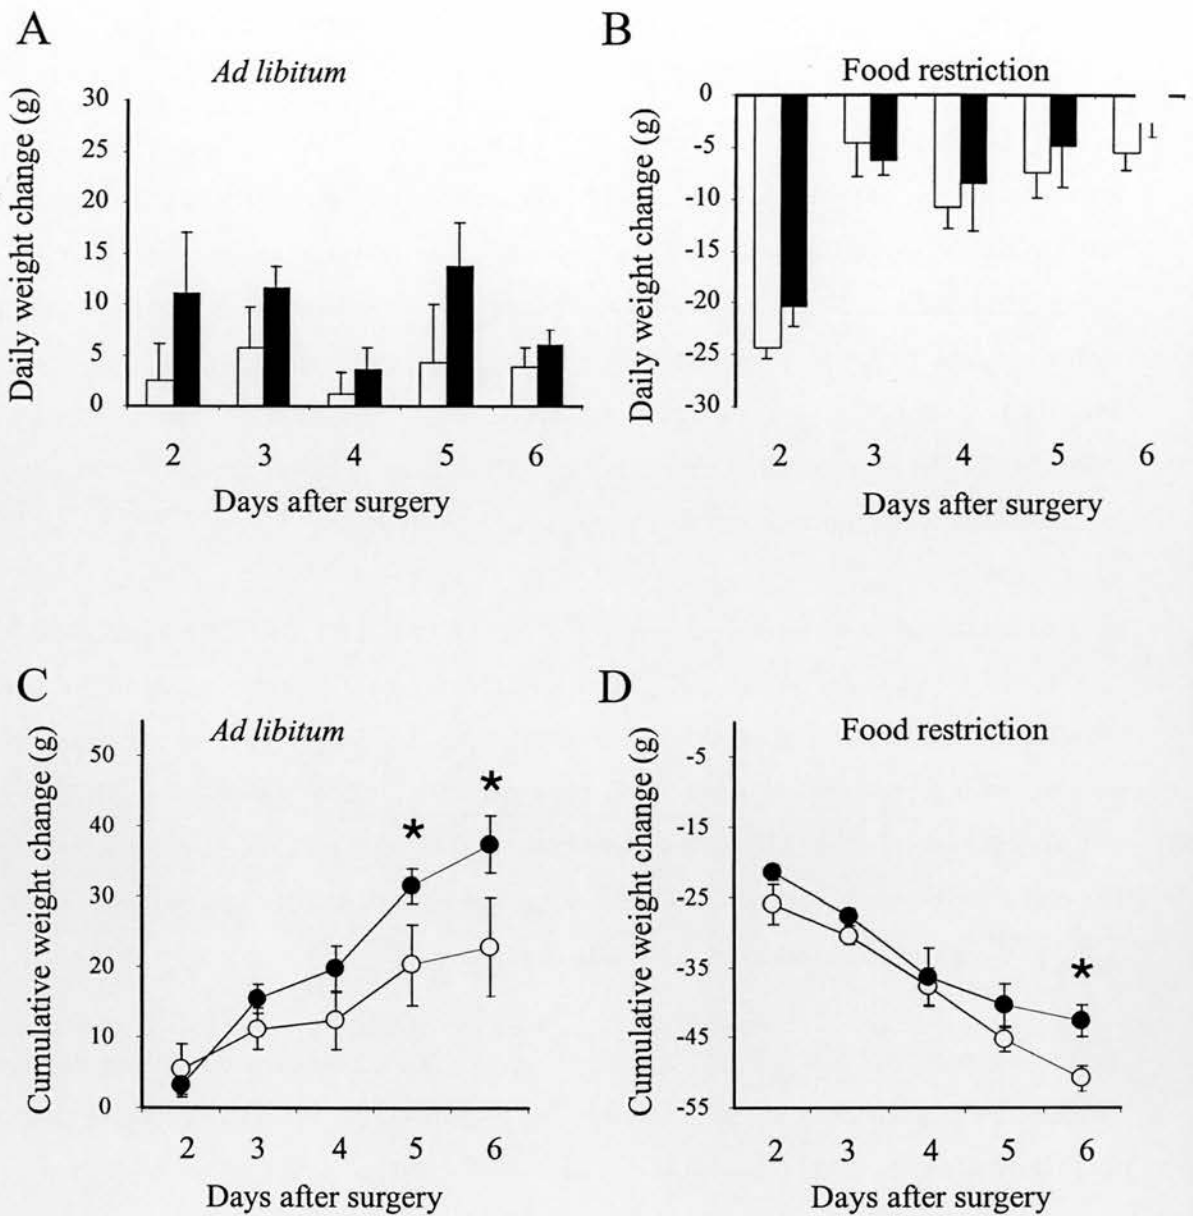 A
Ad libitum
Daily weight change (g)
30
25
20
15
10
5
0
2 3 4 5 6
Days after surgery
B
Food restriction
Daily weight change (g)
0
-5
-10
-15
-20
-25
-30
2 3 4 5 6
Days after surgery
C
Ad libitum
Cumulative weight change (g)
50
40
30
20
10
0
*
*
2 3 4 5 6
Days after surgery
D
Food restriction
Cumulative weight change (g)
-5
-15
-25
-35
-45
-55
*
2 3 4 5 6
Days after surgery